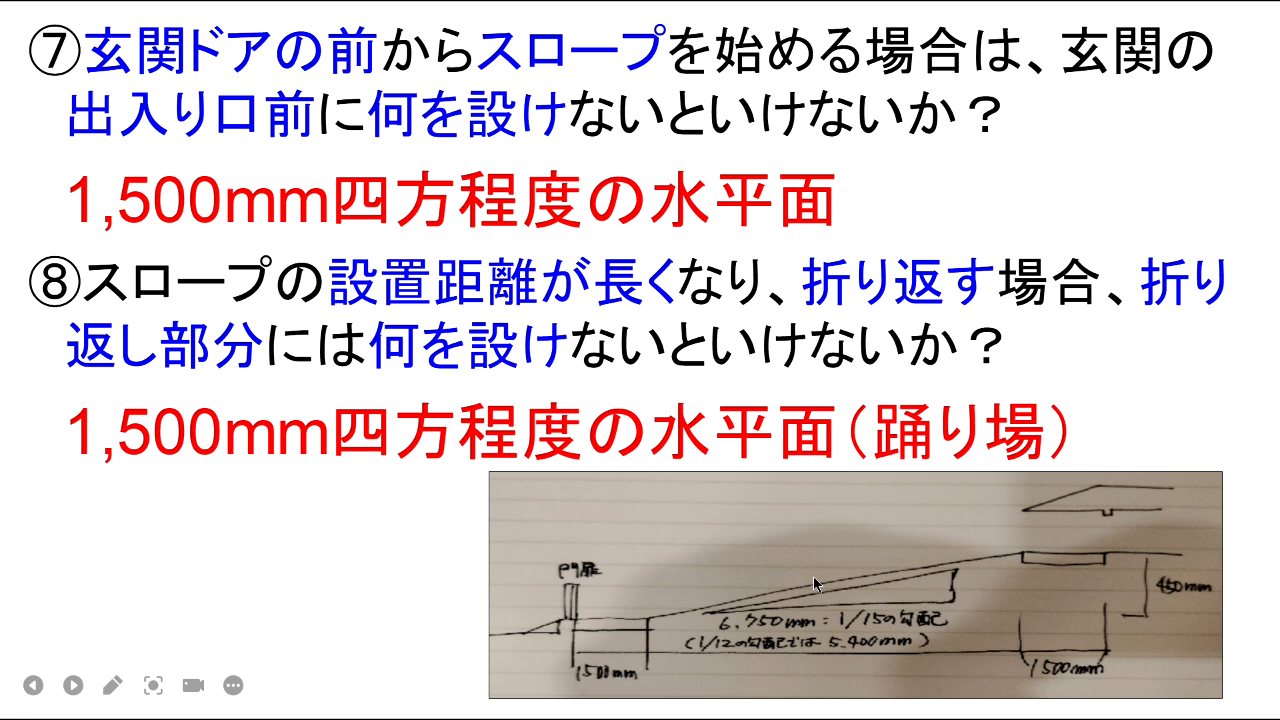 ⑦玄関ドアの前からスロープを始める場合は、玄関の
出入り口前に何を設けないといけないか？
1,500mm四方程度の水平面
⑧スロープの設置距離が長くなり、折り返す場合、折り
返し部分には何を設けないといけないか？
1,500mm四方程度の水平面（踊り場）
門扉
450mm
6.750mm：1/15の勾配
（1/12の勾配では 5.400mm）
1500mm
1500mm